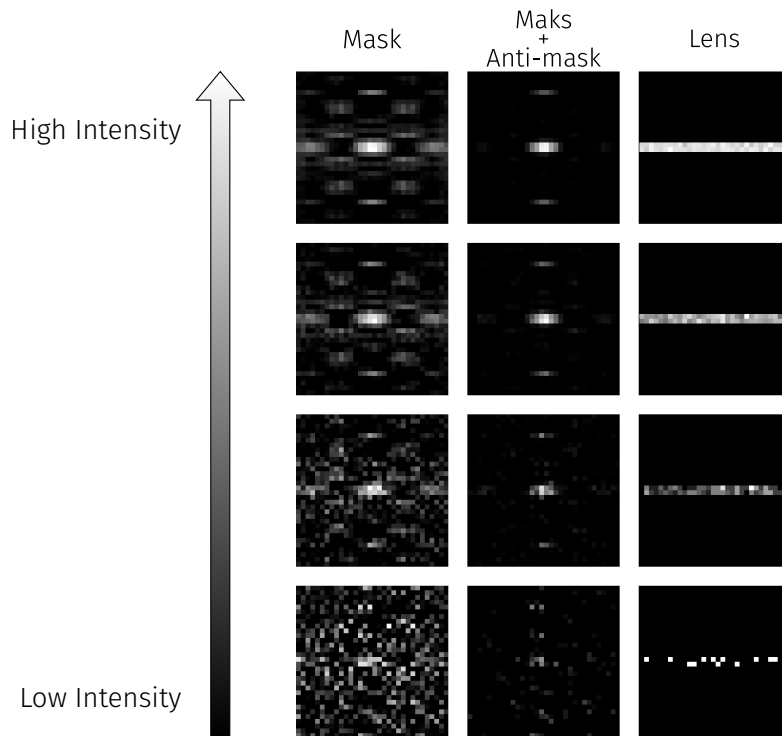 Mask
Maks
+
Anti-mask
Lens
High Intensity
Low Intensity